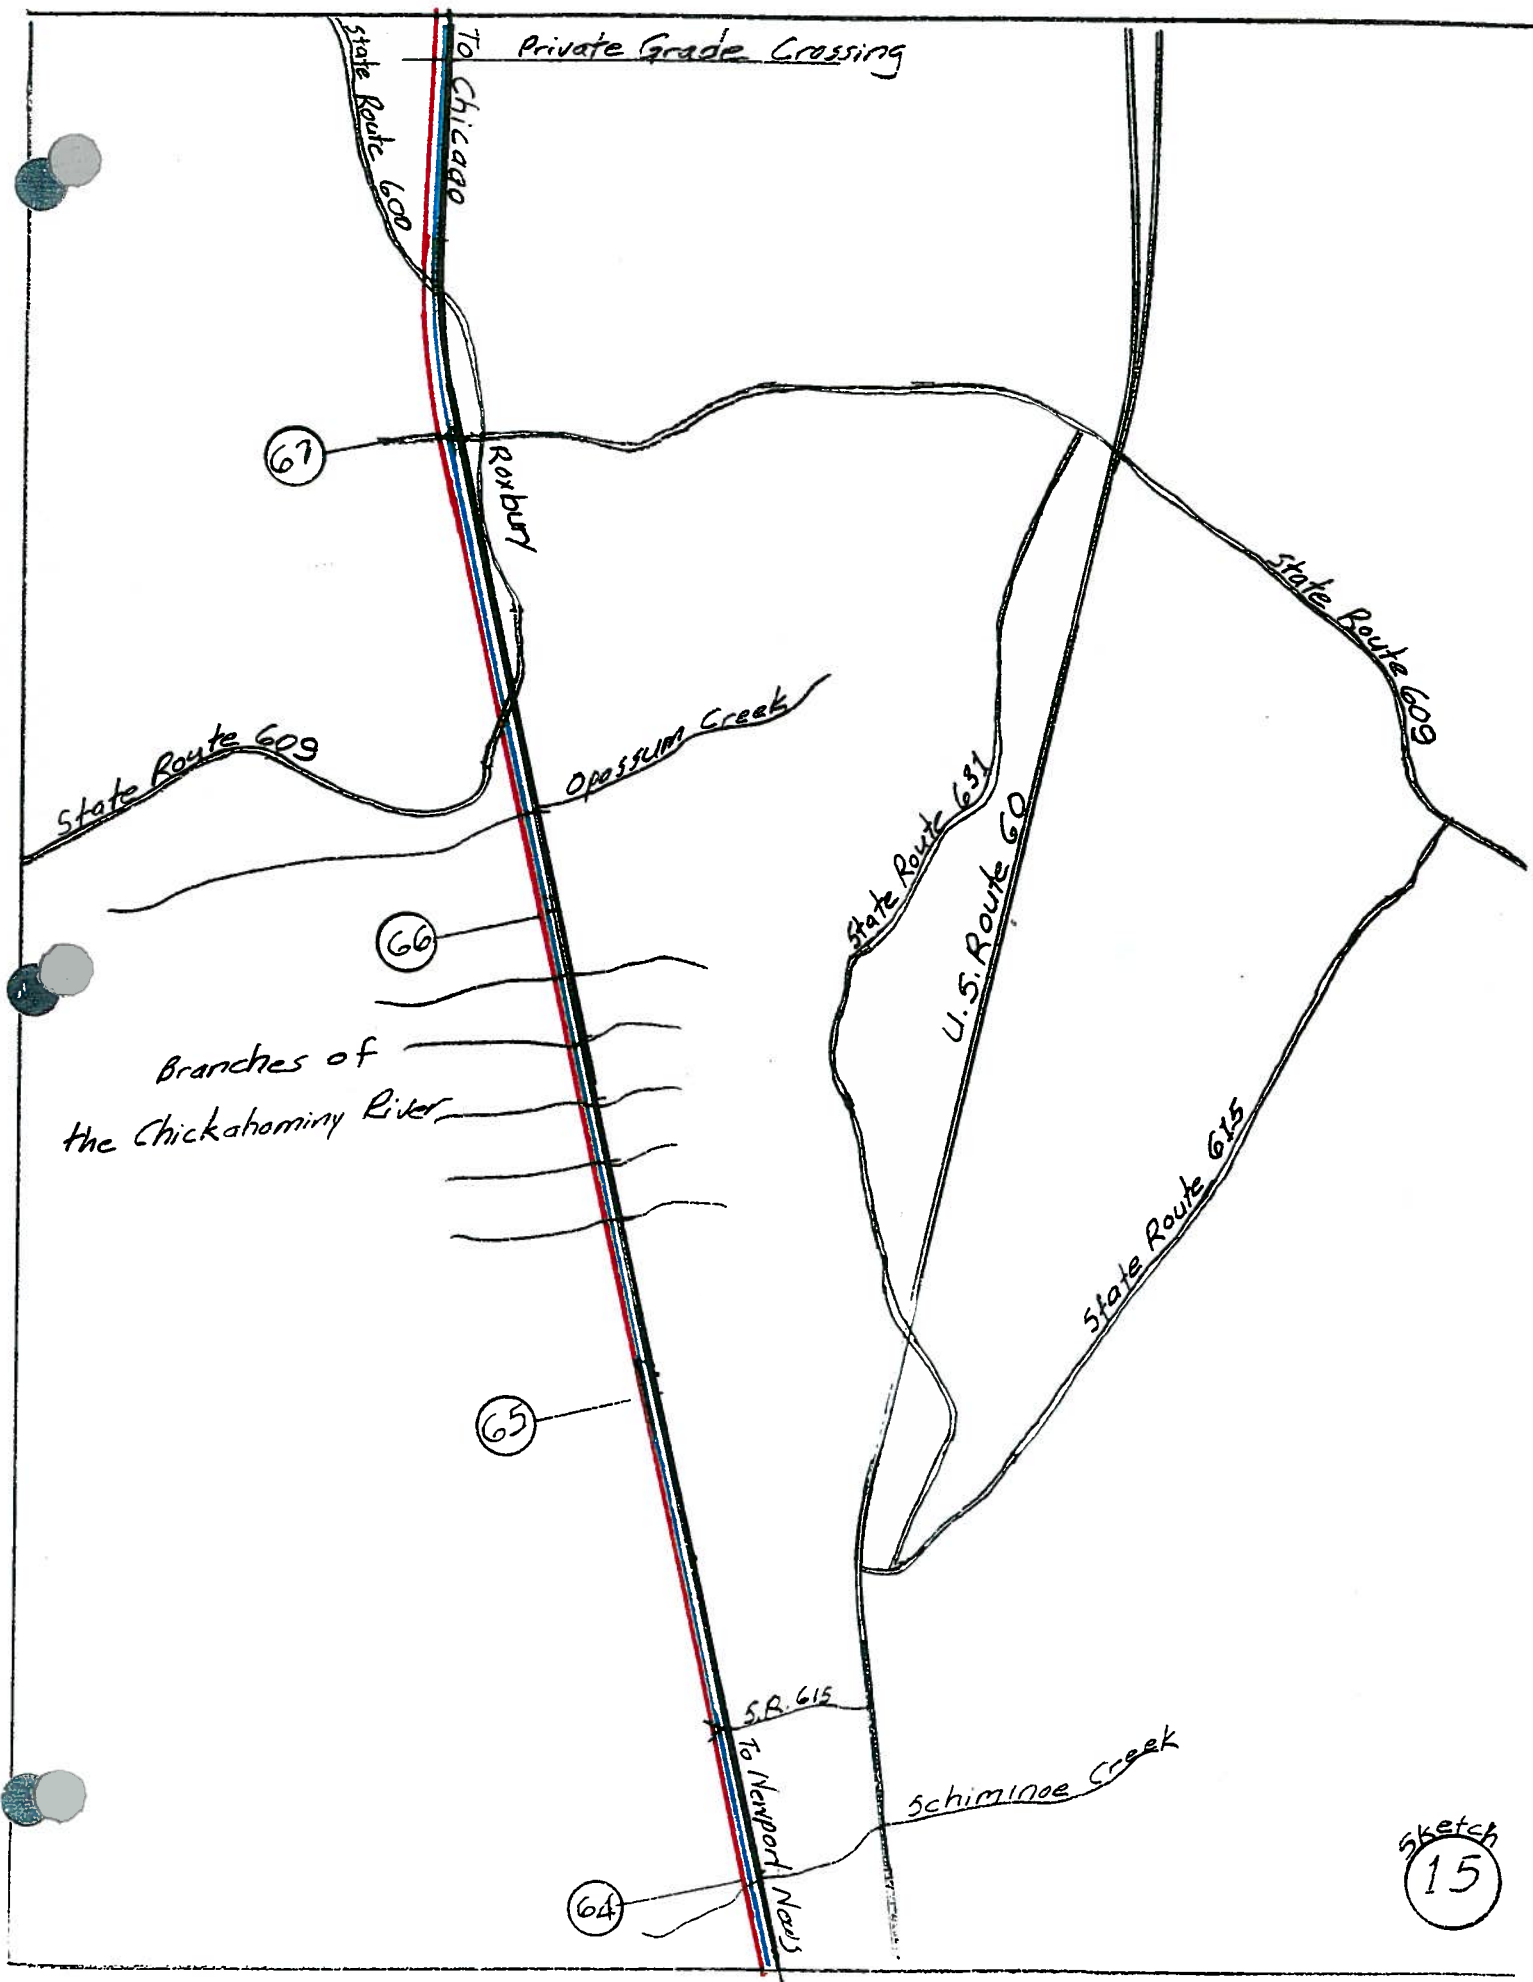 Private Grade Crossing
To Chicago
State Route 600
67
Roxbury
State Route 609
State Route 609
Opossum Creek
State Route 631
U.S. Route 60
66
Branches of
the Chickahominy River
State Route 615
65
S.R. 615
To Newport News
Schiminoe Creek
64
Sketch
15